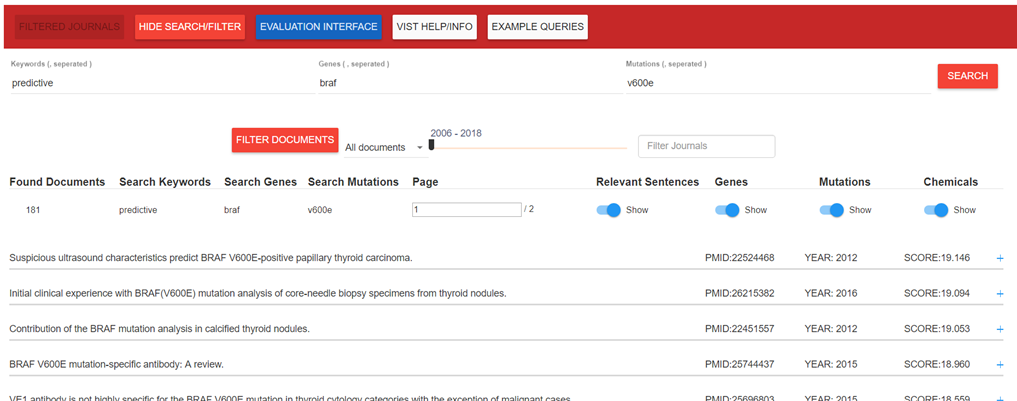 FILTERED JOURNALS HIDE SEARCH/FILTER EVALUATION INTERFACE VIST HELP/INFO EXAMPLE QUERIES
Keywords (, seperated ) Genes ( , seperated ) Mutations (, seperated )
predictive braf v600e SEARCH
FILTER DOCUMENTS All documents 2006 - 2018 Filter Journals
Found Documents Search Keywords Search Genes Search Mutations Page Relevant Sentences Genes Mutations Chemicals
181 predictive braf v600e 1 / 2 Show Show Show Show
Suspicious ultrasound characteristics predict BRAF V600E-positive papillary thyroid carcinoma. PMID:22524468 YEAR: 2012 SCORE:19.146 +
Initial clinical experience with BRAF(V600E) mutation analysis of core-needle biopsy specimens from thyroid nodules. PMID:26215382 YEAR: 2016 SCORE:19.094 +
Contribution of the BRAF mutation analysis in calcified thyroid nodules. PMID:22451557 YEAR: 2012 SCORE:19.053 +
BRAF V600E mutation-specific antibody: A review. PMID:25744437 YEAR: 2015 SCORE:18.960 +
VE1 antibody is not highly specific for the BRAF V600E mutation in thyroid cytology categories with the exception of malignant cases. PMID:25696803 YEAR: 2015 SCORE:18.559 +